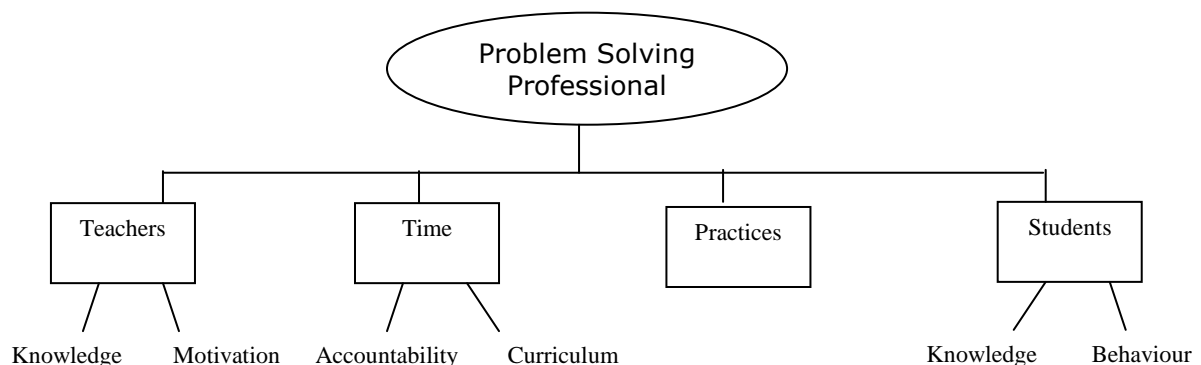 Problem Solving
Professional
Teachers
Time
Practices
Students
Knowledge
Motivation
Accountability
Curriculum
Knowledge
Behaviour